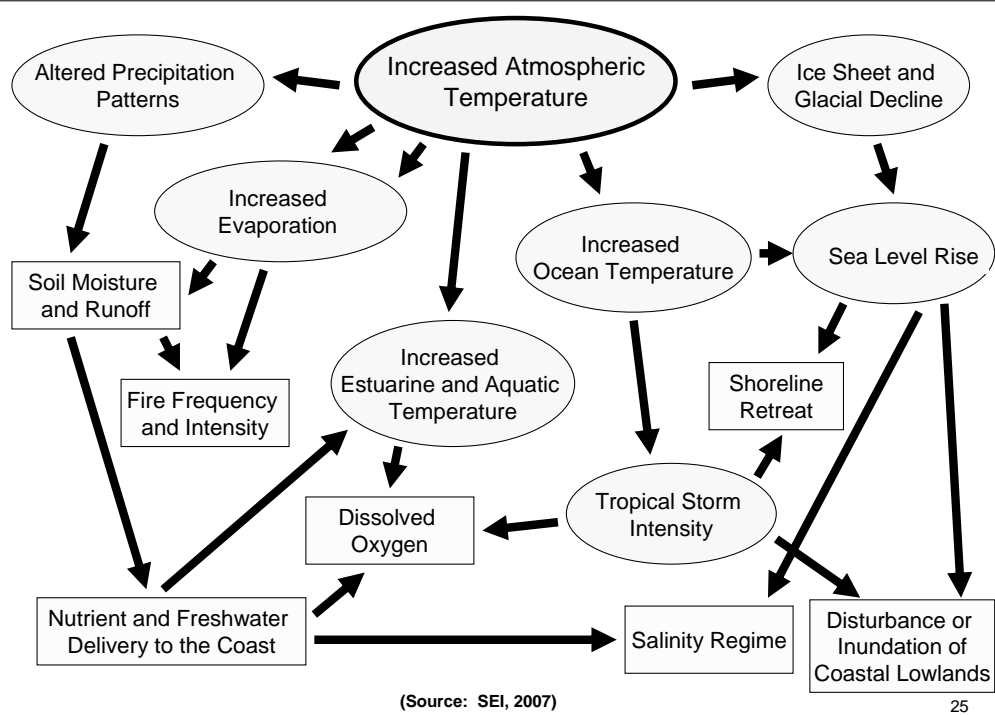 Altered Precipitation
Patterns
Increased Atmospheric
Temperature
Ice Sheet and
Glacial Decline
Increased
Evaporation
Increased
Ocean Temperature
Sea Level Rise
Soil Moisture
and Runoff
Increased
Estuarine and Aquatic
Temperature
Shoreline
Retreat
Fire Frequency
and Intensity
Tropical Storm
Intensity
Dissolved
Oxygen
Nutrient and Freshwater
Delivery to the Coast
Salinity Regime
Disturbance or
Inundation of
Coastal Lowlands
(Source: SEI, 2007)
25